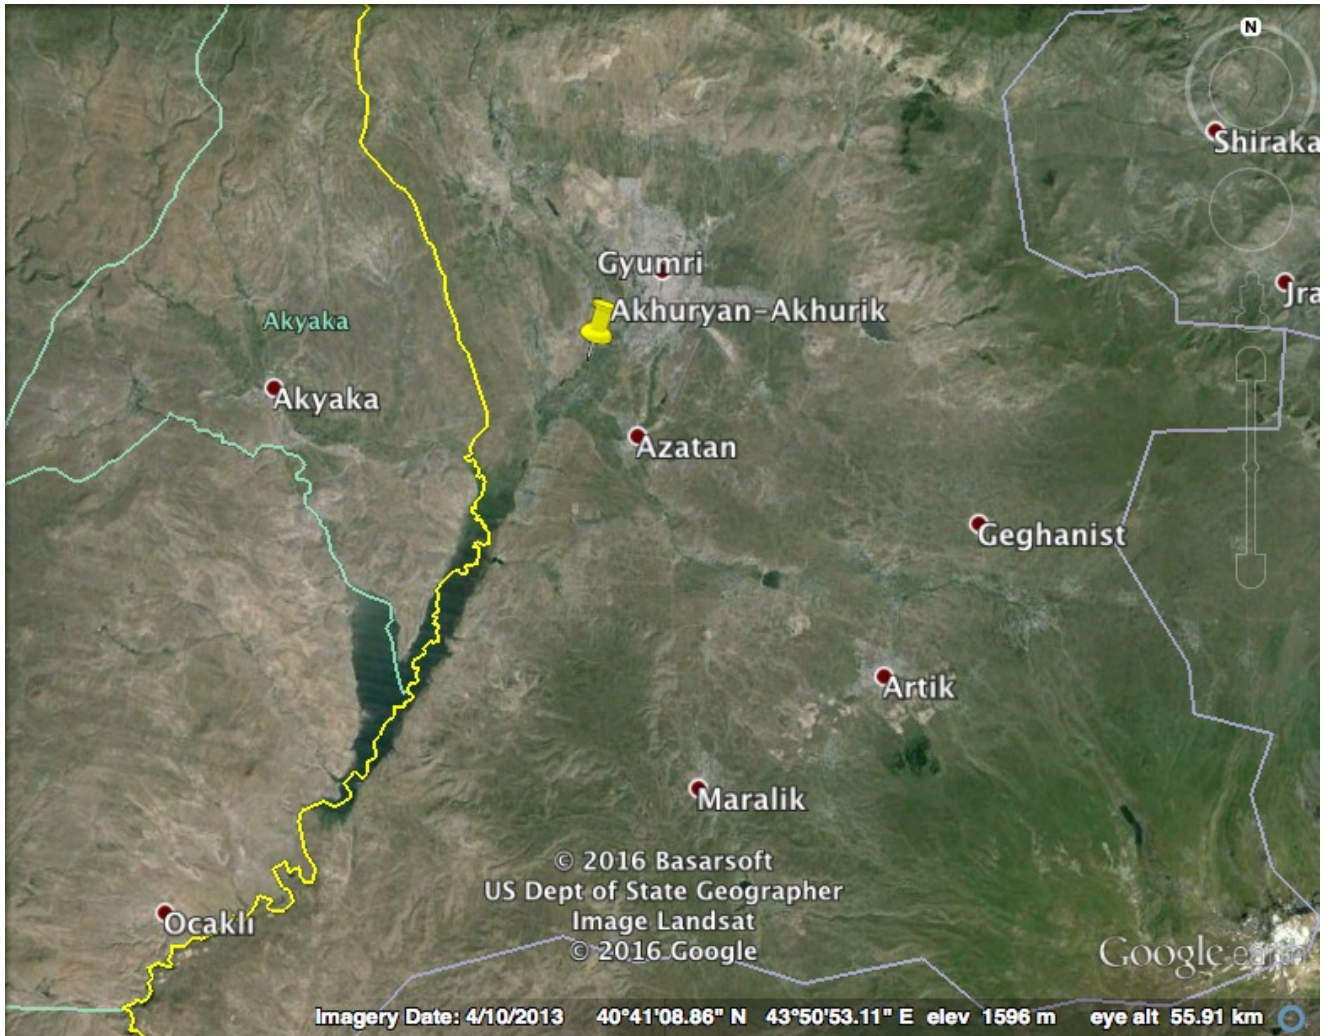 N
Shiraka
Gyumri
Jra
Akhuryan-Akhurik
Akyaka
Akyaka
Azatan
Geghanist
Artik
Maralik
© 2016 Basarsoft
US Dept of State Geographer
Image Landsat
© 2016 Google
Ocaklı
Google earth
Imagery Date: 4/10/2013 40°41'08.86" N 43°50'53.11" E elev 1596 m eye alt 55.91 km